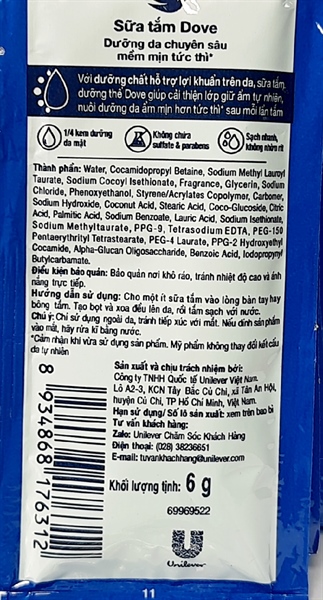 Sữa tắm Dove
Dưỡng da chuyên sâu
mềm mịn tức thì*
Với dưỡng chất hỗ trợ lợi khuẩn trên da, sữa tắm
dưỡng thể Dove giúp cải thiện lớp giữ ẩm tự nhiên,
nuôi dưỡng da ẩm mịn hơn tức thì* sau mỗi lần tắm
1/4 kem dưỡng
da mặt
Không chứa
sulfate & parabens
Sạch nhanh,
không nhờn rít
Thành phần: Water, Cocamidopropyl Betaine, Sodium Methyl Lauroyl
Taurate, Sodium Cocoyl Isethionate, Fragrance, Glycerin, Sodium
Chloride, Phenoxyethanol, Styrene/Acrylates Copolymer, Carbomer,
Sodium Hydroxide, Coconut Acid, Stearic Acid, Coco-Glucoside, Citric
Acid, Palmitic Acid, Sodium Benzoate, Lauric Acid, Sodium Isethionate,
Sodium Methyltaurate, PPG-9, Tetrasodium EDTA, PEG-150
Pentaerythrityl Tetrastearate, PEG-4 Laurate, PPG-2 Hydroxyethyl
Cocamide, Alpha-Glucan Oligosaccharide, Benzoic Acid, Iodopropynyl
Butylcarbamate.
Điều kiện bảo quản: Bảo quản nơi khô ráo, tránh nhiệt độ cao và ánh
nắng trực tiếp.
Hướng dẫn sử dụng: Cho một ít sữa tắm vào lòng bàn tay hay
bông tắm. Tạo bọt và xoa đều lên da, rồi tắm sạch với nước.
Chú ý: Chỉ sử dụng ngoài da, tránh tiếp xúc với mắt. Nếu dính sản phẩm
vào mắt, hãy rửa kĩ bằng nước.
*Cảm nhận khi vừa sử dụng sản phẩm. Mỹ phẩm không thay đổi kết cấu
da tự nhiên
Sản xuất và chịu trách nhiệm bởi:
Công ty TNHH Quốc tế Unilever Việt Nam.
Lô A2-3, KCN Tây Bắc Củ Chi, xã Tân An Hội,
huyện Củ Chi, TP Hồ Chí Minh, Việt Nam.
Hạn sử dụng/ Số lô sản xuất: xem trên bao bì
Tư vấn khách hàng:
Zalo: Unilever Chăm Sóc Khách Hàng
Điện thoại: (028) 38236651
E-mail: tuvankhachhang@unilever.com
Khối lượng tịnh: 6 g
69969522
8 934868 176312
Unilever
11